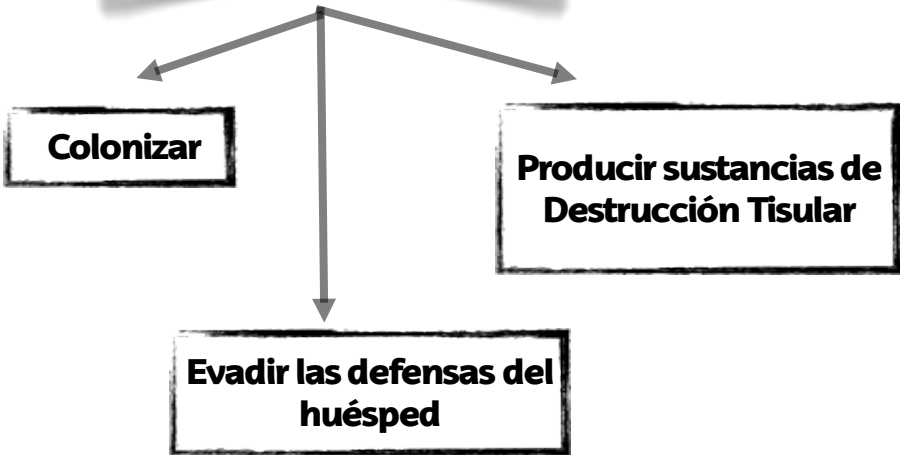 Colonizar
Producir sustancias de
Destrucción Tisular
Evadir las defensas del
huésped